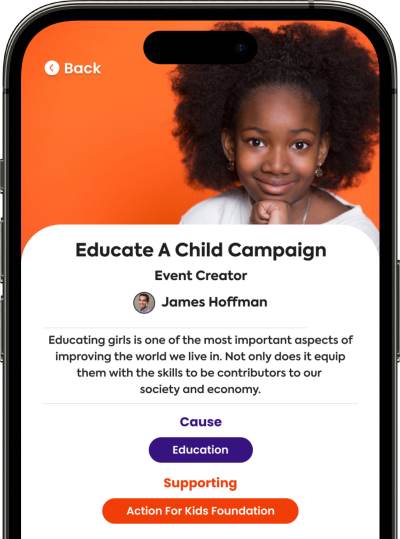 Back
Educate A Child Campaign
Event Creator
James Hoffman
Educating girls is one of the most important aspects of
improving the world we live in. Not only does it equip
them with the skills to be contributors to our
society and economy.
Cause
Education
Supporting
Action For Kids Foundation